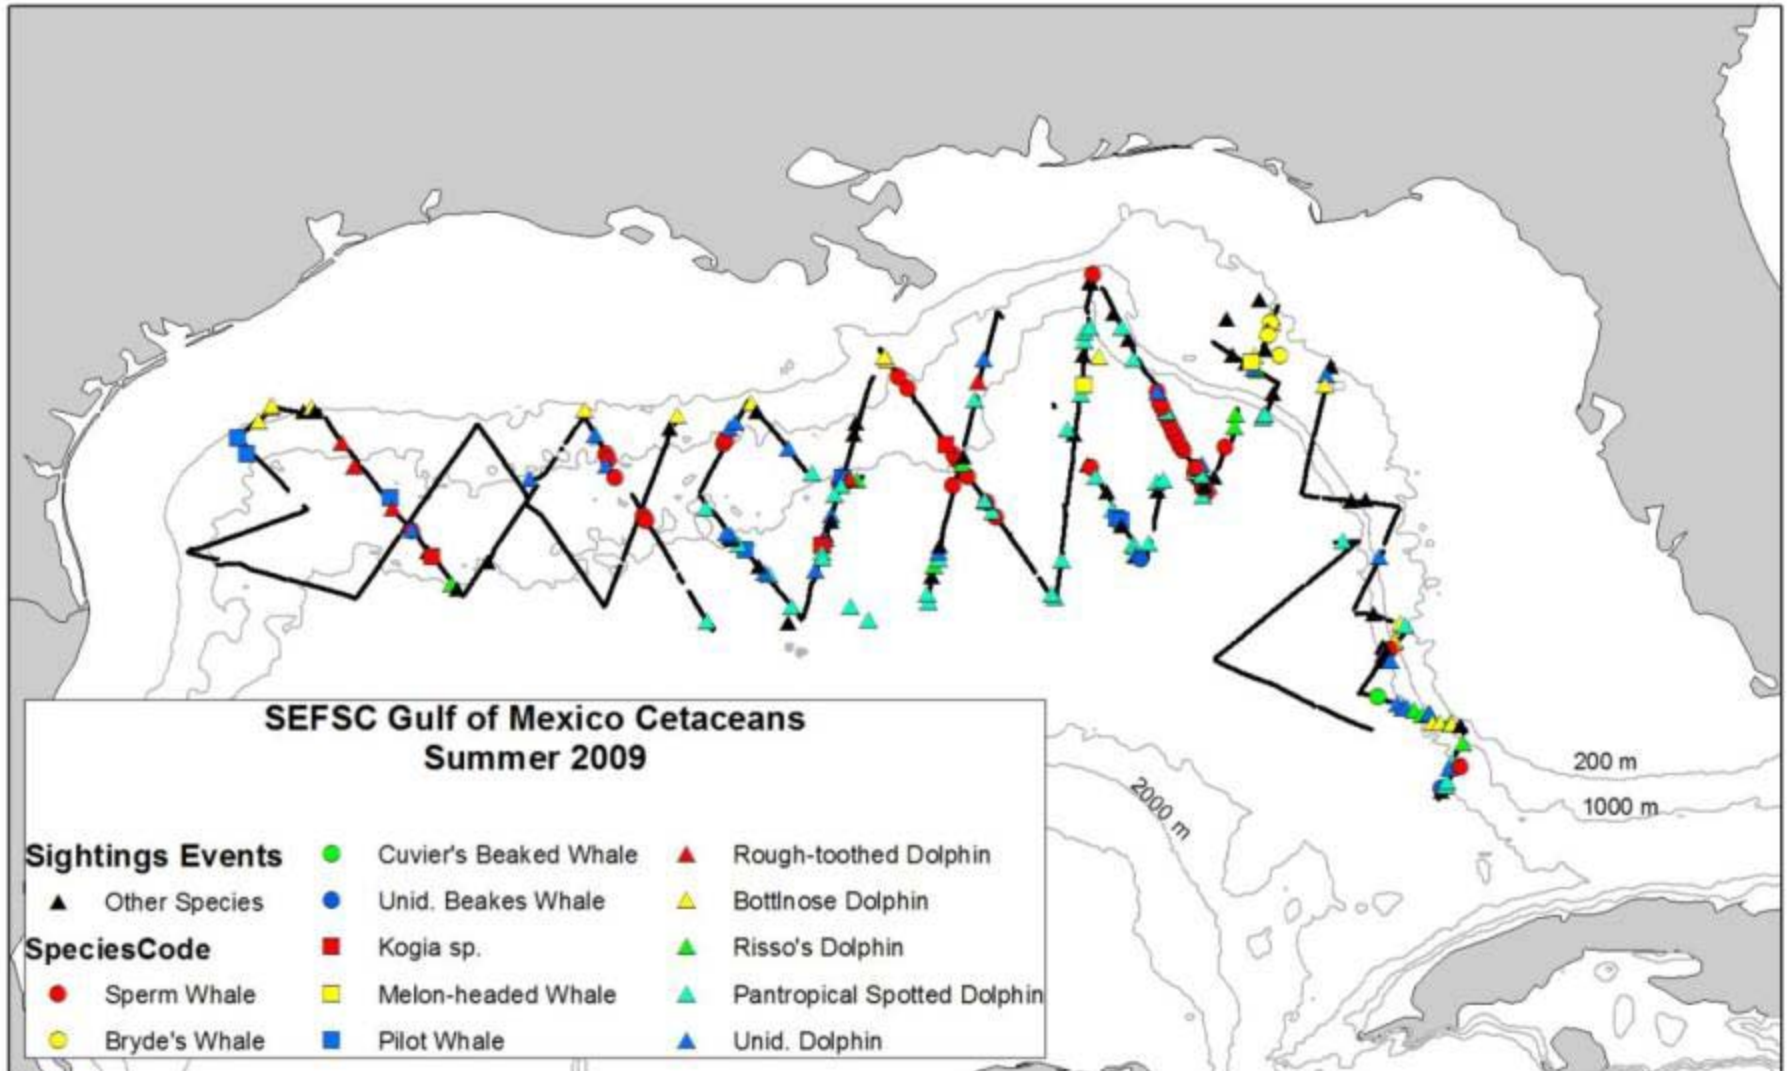 SEFSC Gulf of Mexico Cetaceans
Summer 2009
Sightings Events
Other Species
SpeciesCode
Sperm Whale
Bryde's Whale
Cuvier's Beaked Whale
Unid. Beakes Whale
Kogia sp.
Melon-headed Whale
Pilot Whale
Rough-toothed Dolphin
Bottlnose Dolphin
Risso's Dolphin
Pantropical Spotted Dolphin
Unid. Dolphin
200 m
1000 m
2000 m